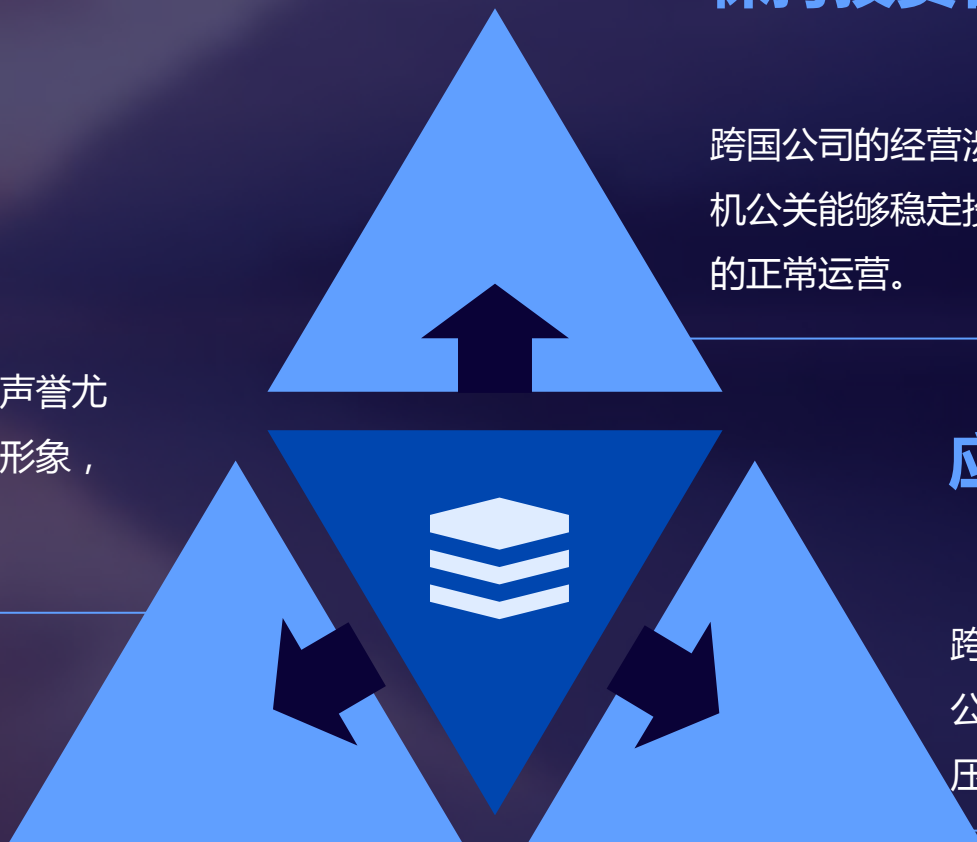 跨国公司的经营
机公关能够稳定
的正常运营。
声誉尤
形象，
应
跨
公
压